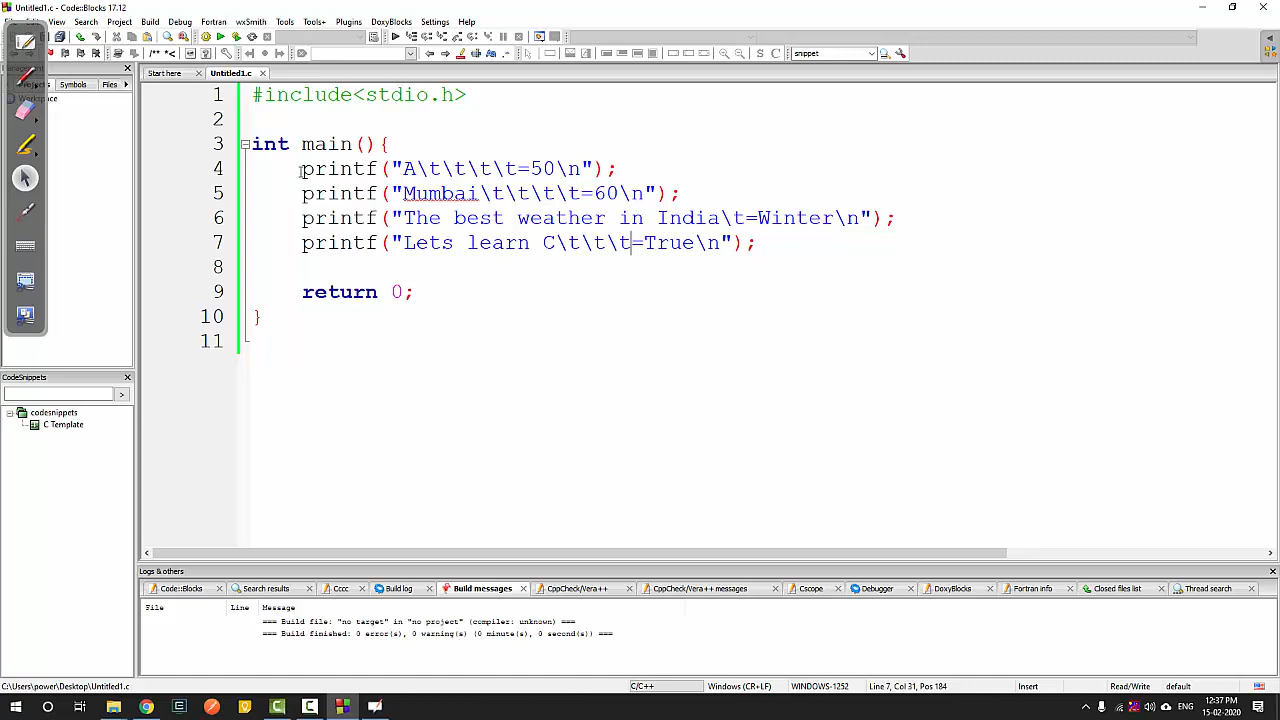 Untitled1.c - Code::Blocks 17.12
View Search Project Build Debug Fortran wxSmith Tools Tools+ Plugins DoxyBlocks Settings Help
/** *< snippet
Projects Symbols Files
Workspace
Start here Untitled1.c
1 #include<stdio.h>
2
3 int main(){
4 printf("A\t\t\t\t=50\n");
5 printf("Mumbai\t\t\t\t=60\n");
6 printf("The best weather in India\t=Winter\n");
7 printf("Lets learn C\t\t\t=True\n");
8
9 return 0;
10 }
11
CodeSnippets
>
codesnippets
C Template
Logs & others
Code::Blocks Search results Cccc Build log Build messages CppCheck/Vera++ CppCheck/Vera++ messages Cscope Debugger DoxyBlocks Fortran info Closed files list Thread search
File Line Message
=== Build file: "no target" in "no project" (compiler: unknown) ===
=== Build finished: 0 error(s), 0 warning(s) (0 minute(s), 0 second(s)) ===
C:\Users\power\Desktop\Untitled1.c C/C++ Windows (CR+LF) WINDOWS-1252 Line 7, Col 31, Pos 184 Insert Read/Write default
ENG 12:37 PM
15-02-2020